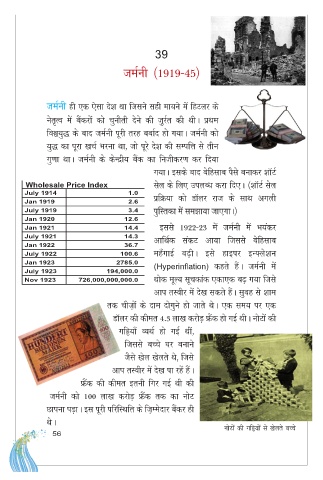 39
जर्मनी (1919-45)
जर्मनी ही एक ऐसा देश था जिसने सही मायने में हिटलर के
नेतृत्व में बैंकरों को चुनौती देने की जुर्रत की थी। प्रथम
विश्वयुद्ध के बाद जर्मनी पूरी तरह बर्बाद हो गया। जर्मनी को
युद्ध का पूरा खर्च भरना था, जो पूरे देश की सम्पत्ति से तीन
गुणा था। जर्मनी के केन्द्रीय बैंक का निजीकरण कर दिया
गया। इसके बाद बेहिसाब पैसे बनाकर शॉर्ट
सेल के लिए उपलब्ध करा दिए। (शॉर्ट सेल
प्रक्रिया को डॉलर राज के साथ अगली
पुस्तिका में समझाया जाएगा।)
Wholesale Price Index
July 1914 1.0
Jan 1919 2.6
July 1919 3.4
Jan 1920 12.6
Jan 1921 14.4
July 1921 14.3
Jan 1922 36.7
July 1922 100.6
Jan 1923 2785.0
July 1923 194,000.0
Nov 1923 726,000,000,000.0
इससे 1922-23 में जर्मनी में भयंकर
आर्थिक संकट आया जिससे बेहिसाब
महँगाई बढ़ी। इसे हाइपर इन्फ्लेशन
(Hyperinflation) कहते हैं। जर्मनी में
थोक मूल्य सूचकांक एकाएक बढ़ गया जिसे
आप तस्वीर में देख सकते हैं। सुबह से शाम
तक चीज़ों के दाम दोगुने हो जाते थे। एक समय पर एक
डॉलर की कीमत 4.3 लाख करोड़ फ्रैंक हो गई थी। नोटों की
गड्डियाँ व्यर्थ हो गई थीं,
जिससे बच्चे घर बनाने
जैसे खेल खेलते थे, जिसे
आप तस्वीर में देख पा रहे हैं।
फ्रैंक की कीमत इतनी गिर गई थी की
जर्मनी को 100 लाख करोड़ फ्रैंक तक का नोट
छापना पड़ा। इस पूरी परिस्थिति के ज़िम्मेदार बैंकर ही
थे।
नोटों की गड्डियों से खेलते बच्चे
56